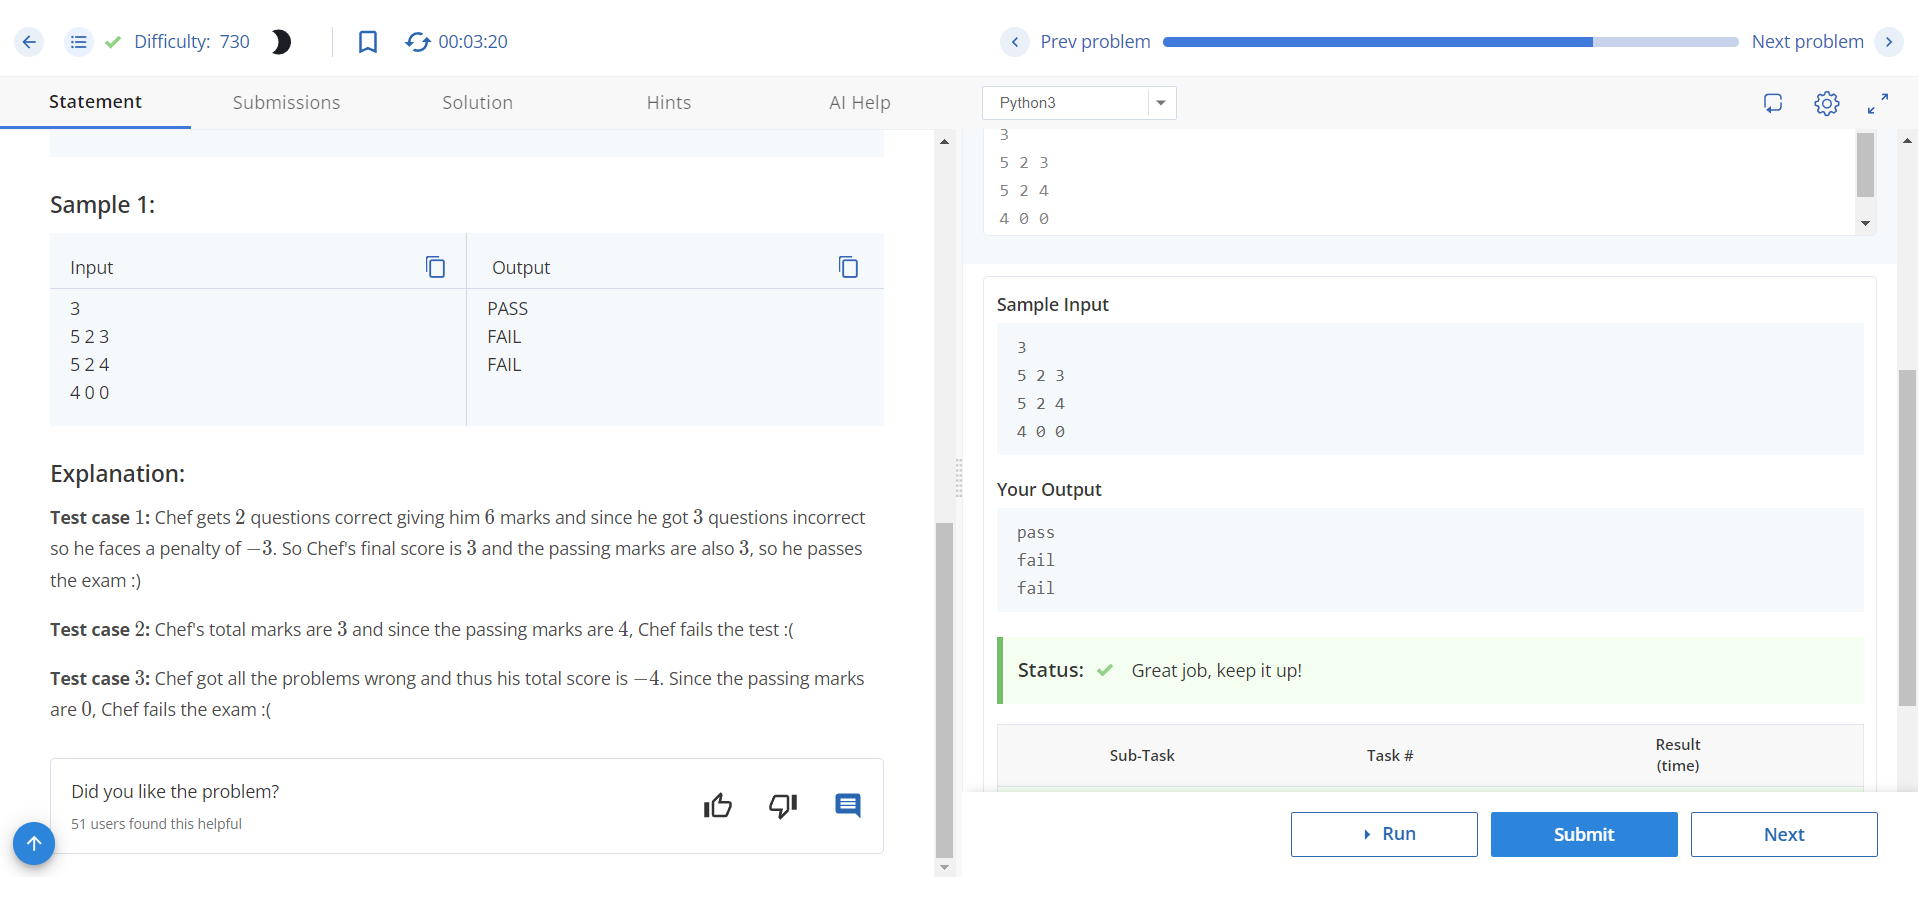 Difficulty: 730
00:03:20
Prev problem
Next problem
Statement
Submissions
Solution
Hints
AI Help
Python3
Sample 1:
Input
Output
3
5 2 3
5 2 4
4 0 0
PASS
FAIL
FAIL
Explanation:
Test case 1: Chef gets 2 questions correct giving him 6 marks and since he got 3 questions incorrect
so he faces a penalty of −3. So Chef's final score is 3 and the passing marks are also 3, so he passes
the exam :)
Test case 2: Chef's total marks are 3 and since the passing marks are 4, Chef fails the test :(
Test case 3: Chef got all the problems wrong and thus his total score is −4. Since the passing marks
are 0, Chef fails the exam :(
Did you like the problem?
51 users found this helpful
3
5 2 3
5 2 4
4 0 0
Sample Input
3
5 2 3
5 2 4
4 0 0
Your Output
pass
fail
fail
Status: Great job, keep it up!
Sub-Task
Task #
Result
(time)
Run
Submit
Next